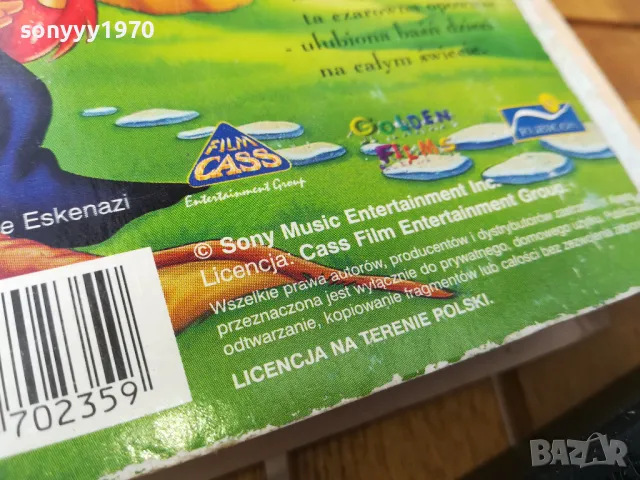 sonyyy1970
ta czarowna opowieść
- ulubiona baśń dzieci
na całym świecie.
FILM
CASS
Entertainment Group
GOLDEN
FILMS
e Eskenazi
© Sony Music Entertainment Inc.
Licencja: Cass Film Entertainment Group.
Wszelkie prawa autorów, producentów i dystrybutorów
przeznaczona jest wyłącznie do prywatnego, domowego użytku.
odtwarzanie, kopiowanie fragmentów lub całości bez zezwolenia
LICENCJA NA TERENIE POLSKI.
702359
BAZAR